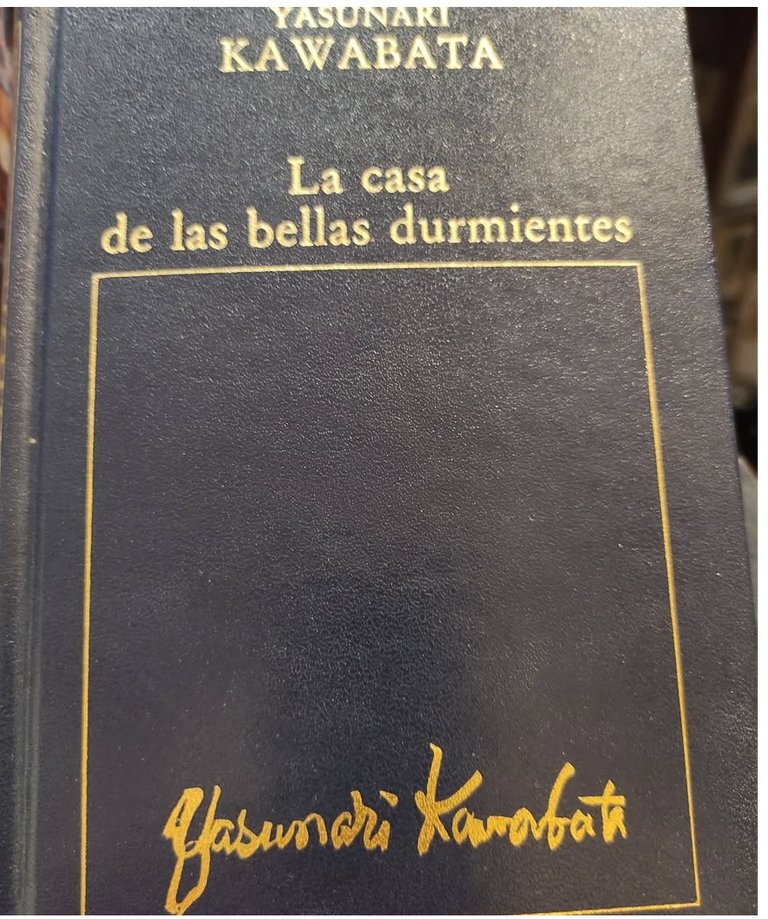 YASUNARI
KAWABATA
La casa
de las bellas durmientes
Yasunari Kawabata